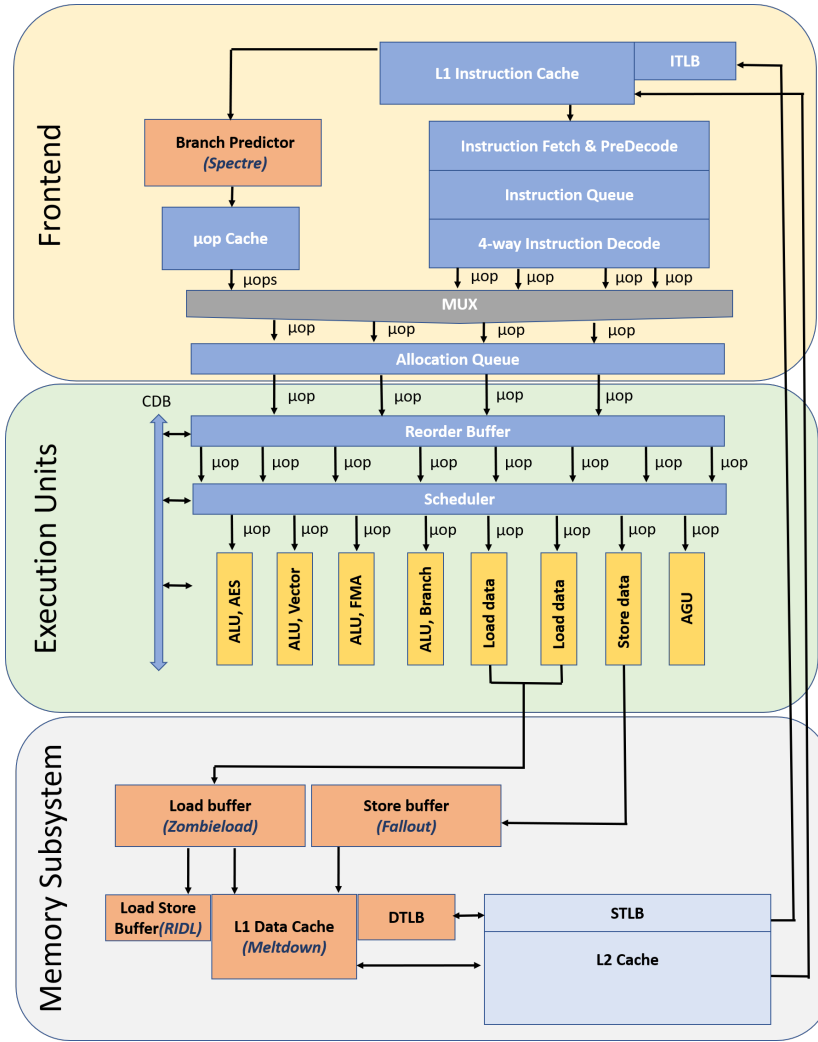 Frontend
L1 Instruction Cache
ITLB
Branch Predictor
(Spectre)
Instruction Fetch & PreDecode
Instruction Queue
4-way Instruction Decode
μop Cache
μops
μop
μop
μop
μop
MUX
μop
μop
μop
μop
Allocation Queue
Execution Units
CDB
μop
μop
μop
μop
Reorder Buffer
μop
μop
μop
μop
μop
μop
μop
μop
Scheduler
μop
μop
μop
μop
μop
μop
μop
μop
ALU, AES
ALU, Vector
ALU, FMA
ALU, Branch
Load data
Load data
Store data
AGU
Memory Subsystem
Load buffer
(Zombieload)
Store buffer
(Fallout)
Load Store
Buffer(RIDL)
L1 Data Cache
(Meltdown)
DTLB
STLB
L2 Cache